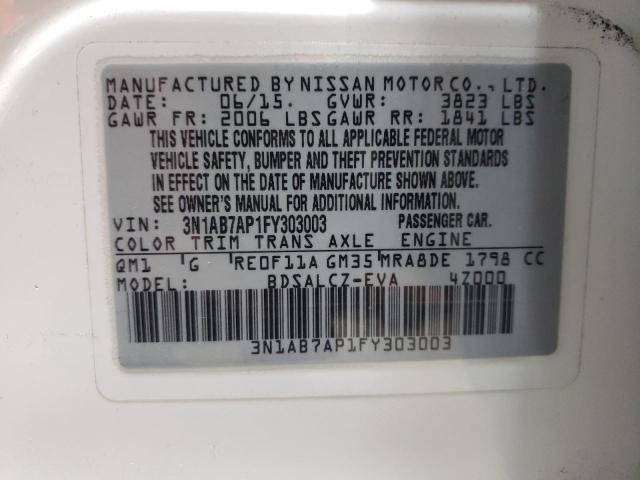 MANUFACTURED BY NISSAN MOTOR CO., LTD.
DATE: 06/15. GVWR: 3823 LBS
GAWR FR: 2006 LBS GAWR RR: 1841 LBS
THIS VEHICLE CONFORMS TO ALL APPLICABLE FEDERAL MOTOR
VEHICLE SAFETY, BUMPER AND THEFT PREVENTION STANDARDS
IN EFFECT ON THE DATE OF MANUFACTURE SHOWN ABOVE.
SEE OWNER'S MANUAL FOR ADDITIONAL INFORMATION.
VIN: 3N1AB7AP1FY303003 PASSENGER CAR.
COLOR TRIM TRANS AXLE ENGINE
QM1 G RE0F11A GM35 MRA8DE 1798 CC
MODEL: BDSALCZ-EVA 4Z000
3N1AB7AP1FY303003